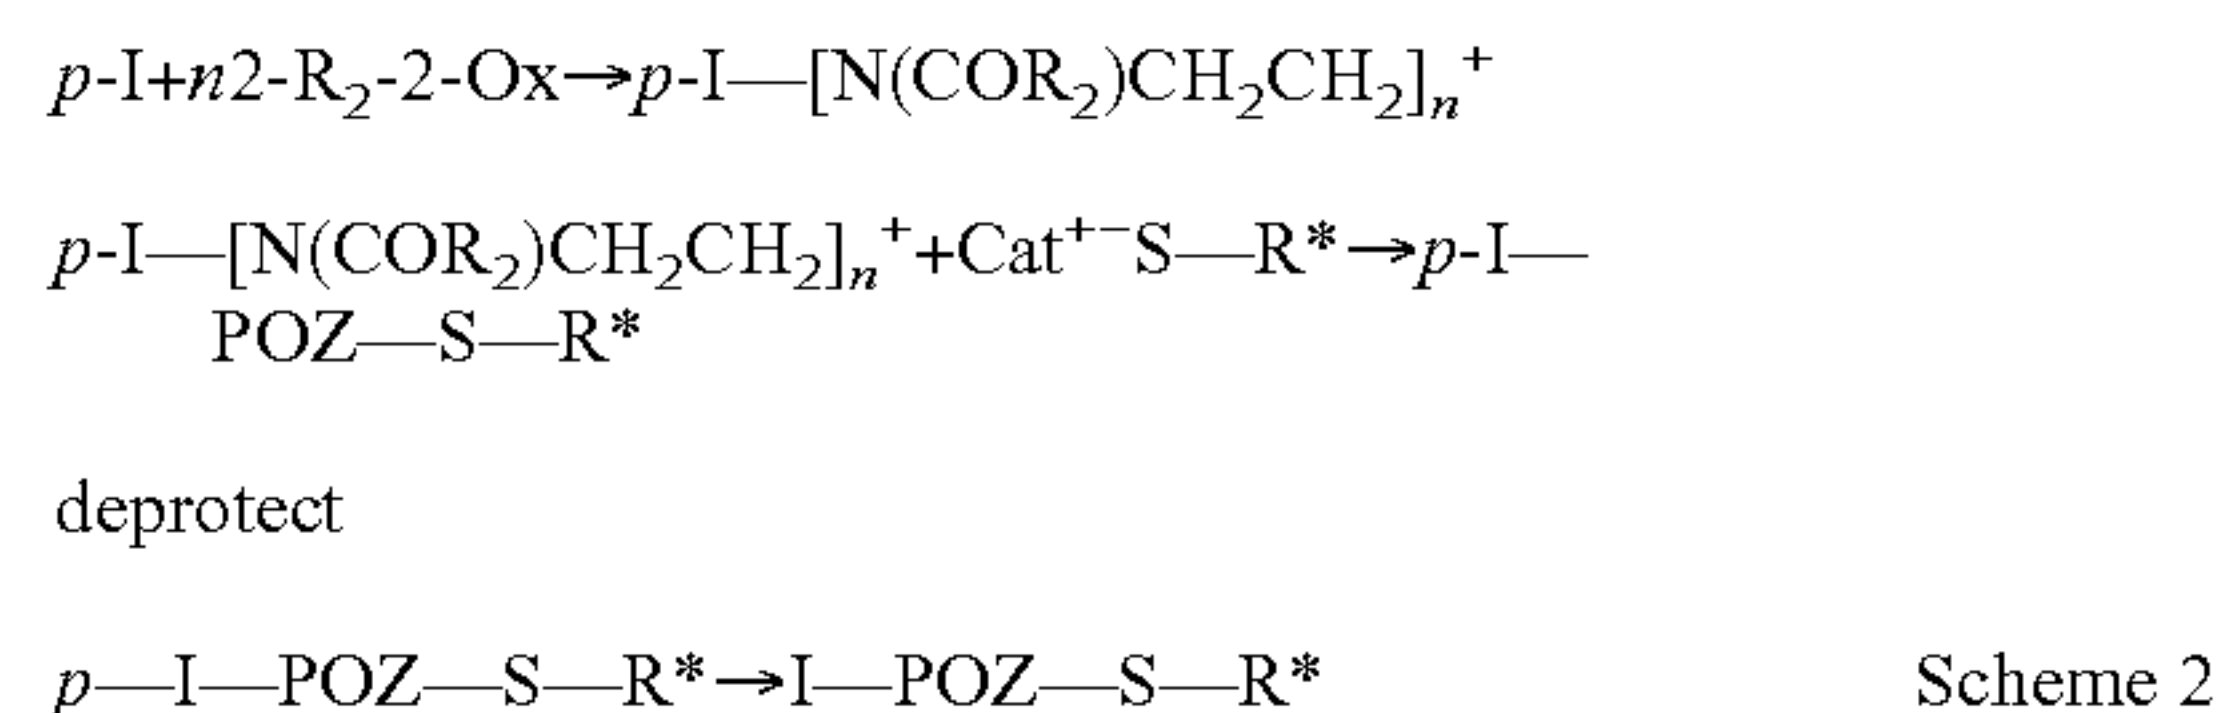 p-I+n2-R₂-2-Ox→p-I—[N(COR₂)CH₂CH₂]ₙ⁺
p-I—[N(COR₂)CH₂CH₂]ₙ⁺+Cat⁺⁻S—R*→p-I—
POZ—S—R*
deprotect
p—I—POZ—S—R*→I—POZ—S—R* Scheme 2